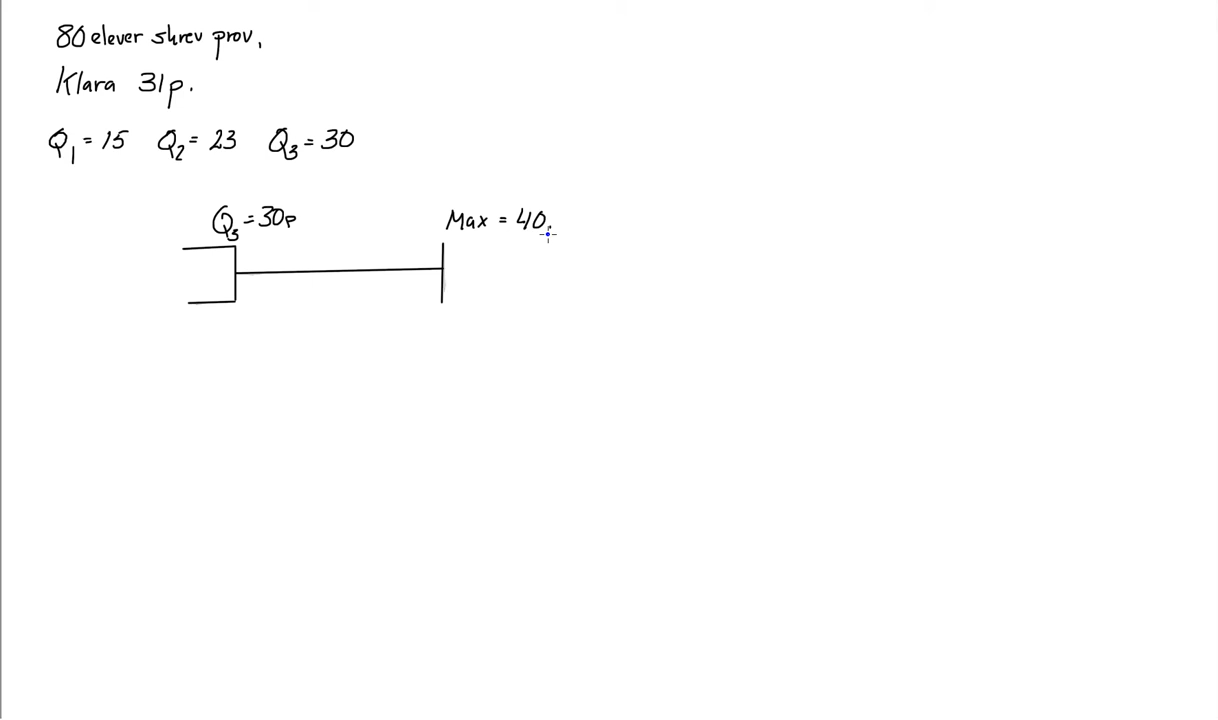 80 elever skrev prov.
Klara 31p.
Q₁ = 15 Q₂ = 23 Q₃ = 30
Q₃ = 30p Max = 40.